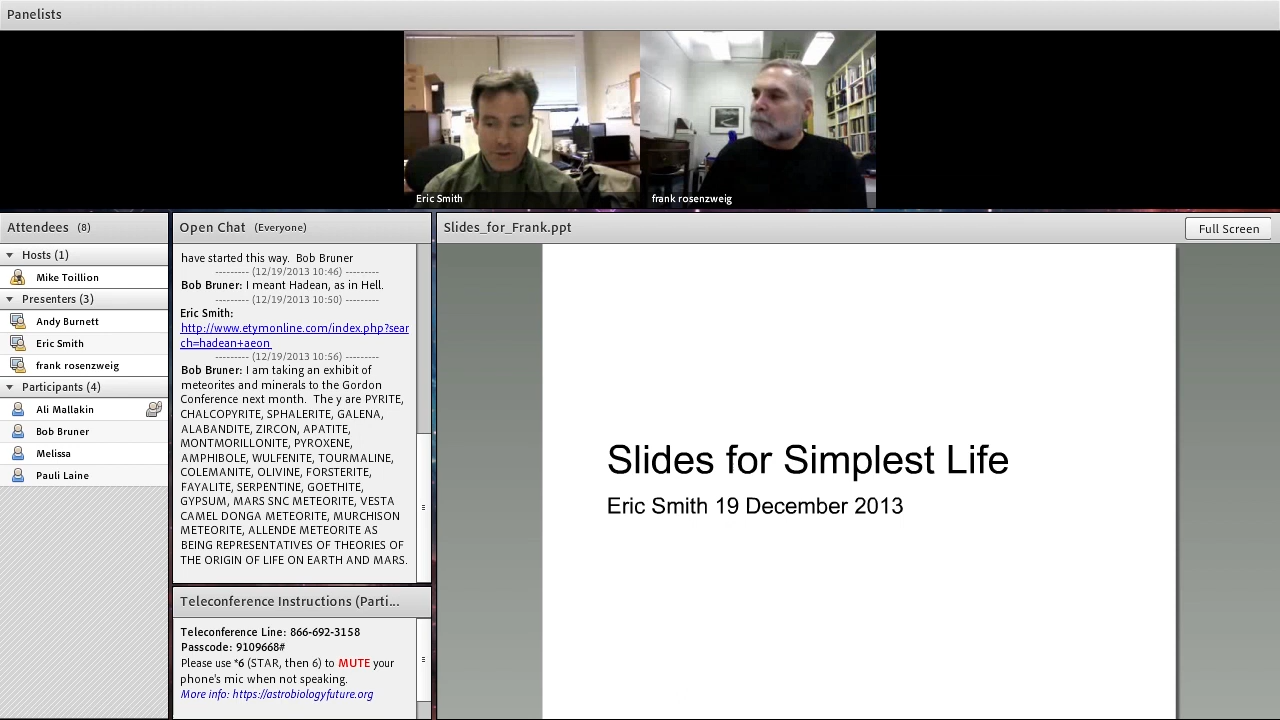 Panelists
Eric Smith
frank rosenzweig
Attendees (8)
Hosts (1)
Mike Toillion
Presenters (3)
Andy Burnett
Eric Smith
frank rosenzweig
Participants (4)
Ali Mallakin
Bob Bruner
Melissa
Pauli Laine
Open Chat (Everyone)
have started this way.  Bob Bruner
--------- (12/19/2013 10:46) ---------
Bob Bruner: I meant Hadean, as in Hell.
--------- (12/19/2013 10:50) ---------
Eric Smith:
http://www.etymonline.com/index.php?sear
ch=hadean+aeon
--------- (12/19/2013 10:56) ---------
Bob Bruner: I am taking an exhibit of
meteorites and minerals to the Gordon
Conference next month.  The y are PYRITE,
CHALCOPYRITE, SPHALERITE, GALENA,
ALABANDITE, ZIRCON, APATITE,
MONTMORILLONITE, PYROXENE,
AMPHIBOLE, WULFENITE, TOURMALINE,
COLEMANITE, OLIVINE, FORSTERITE,
FAYALITE, SERPENTINE, GOETHITE,
GYPSUM, MARS SNC METEORITE, VESTA
CAMEL DONGA METEORITE, MURCHISON
METEORITE, ALLENDE METEORITE AS
BEING REPRESENTATIVES OF THEORIES OF
THE ORIGIN OF LIFE ON EARTH AND MARS.
Teleconference Instructions (Parti...
Teleconference Line: 866-692-3158
Passcode: 9109668#
Please use *6 (STAR, then 6) to MUTE your
phone's mic when not speaking.
More info: https://astrobiologyfuture.org
Slides_for_Frank.ppt
Full Screen
Slides for Simplest Life
Eric Smith 19 December 2013